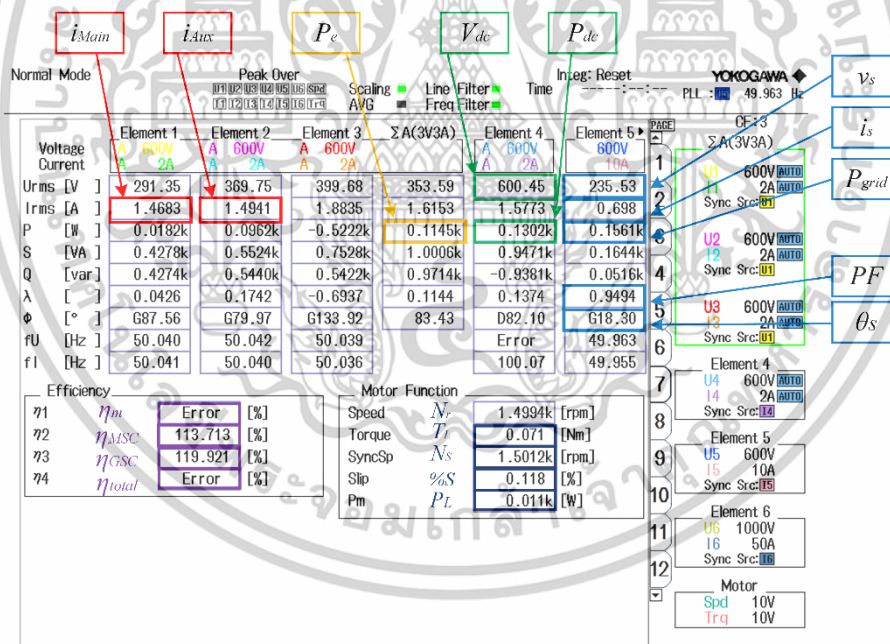 iMain iAux Pe Vdc Pdc
Normal Mode Peak Over Scaling Line Filter Time Integ: Reset YOKOGAWA
U1 U2 U3 U4 U5 U6 Spd AVG Freq Filter --------:--:-- PLL : U5 49.963 Hz
I1 I2 I3 I4 I5 I6 Trq
vs
is
Pgrid
PF
θs
Element 1 Element 2 Element 3 ΣA(3V3A) Element 4 Element 5
Voltage A 600V A 600V A 600V A 600V 600V
Current A 2A A 2A A 2A A 2A 10A
Urms [V ] 291.35 369.75 399.68 353.59 600.45 235.53
Irms [A ] 1.4683 1.4941 1.8835 1.6153 1.5773 0.698
P [W ] 0.0182k 0.0962k -0.5222k 0.1145k 0.1302k 0.1561k
S [VA ] 0.4278k 0.5524k 0.7528k 1.0006k 0.9471k 0.1644k
Q [var] 0.4274k 0.5440k 0.5422k 0.9714k -0.9381k 0.0516k
λ [ ] 0.0426 0.1742 -0.6937 0.1144 0.1374 0.9494
Φ [° ] G87.56 G79.97 G133.92 83.43 D82.10 G18.30
fU [Hz ] 50.040 50.042 50.039 Error 49.963
fI [Hz ] 50.041 50.040 50.036 100.07 49.955
Efficiency
η1 ηm Error [%]
η2 ηMSC 113.713 [%]
η3 ηGSC 119.921 [%]
η4 ηtotal Error [%]
Motor Function
Speed Nr 1.4994k [rpm]
Torque TL 0.071 [Nm]
SyncSp NS 1.5012k [rpm]
Slip %S 0.118 [%]
Pm PL 0.011k [W]
PAGE
1
2
3
4
5
6
7
8
9
10
11
12
CF:3
ΣA(3V3A)
U1 600V AUTO
I1 2A AUTO
Sync Src:U1
U2 600V AUTO
I2 2A AUTO
Sync Src:U1
U3 600V AUTO
I3 2A AUTO
Sync Src:U1
Element 4
U4 600V AUTO
I4 2A AUTO
Sync Src:I4
Element 5
U5 600V
I5 10A
Sync Src:I5
Element 6
U6 1000V
I6 50A
Sync Src:I6
Motor
Spd 10V
Trq 10V